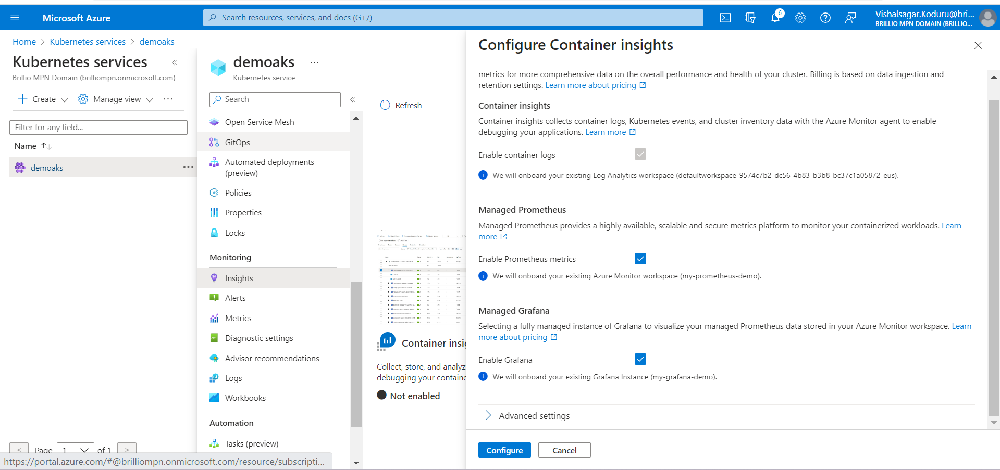 Microsoft Azure
Search resources, services, and docs (G+/)
6
Vishalsagar.Koduru@bri...
BRILLIO MPN DOMAIN (BRILLIO...
Home > Kubernetes services > demoaks
Kubernetes services
«
Brillio MPN Domain (brilliompn.onmicrosoft.com)
Create
Manage view
...
Filter for any field...
Name ↑↓
demoaks
...
< Page 1 of 1 >
https://portal.azure.com/#@brilliompn.onmicrosoft.com/resource/subscripti...
demoaks
...
Kubernetes service
Search
«
Open Service Mesh
GitOps
Automated deployments
(preview)
Policies
Properties
Locks
Monitoring
Insights
Alerts
Metrics
Diagnostic settings
Advisor recommendations
Logs
Workbooks
Automation
Tasks (preview)
Refresh
Container insi
Collect, store, and analyz
debugging your containe
Not enabled
Configure Container insights
metrics for more comprehensive data on the overall performance and health of your cluster. Billing is based on data ingestion and
retention settings. Learn more about pricing
Container insights
Container insights collects container logs, Kubernetes events, and cluster inventory data with the Azure Monitor agent to enable
debugging your applications. Learn more
Enable container logs
We will onboard your existing Log Analytics workspace (defaultworkspace-9574c7b2-dc56-4b83-b3b8-bc37c1a05872-eus).
Managed Prometheus
Managed Prometheus provides a highly available, scalable and secure metrics platform to monitor your containerized workloads. Learn
more
Enable Prometheus metrics
We will onboard your existing Azure Monitor workspace (my-prometheus-demo).
Managed Grafana
Selecting a fully managed instance of Grafana to visualize your managed Prometheus data stored in your Azure Monitor workspace. Learn
more about pricing
Enable Grafana
We will onboard your existing Grafana Instance (my-grafana-demo).
Advanced settings
Configure
Cancel